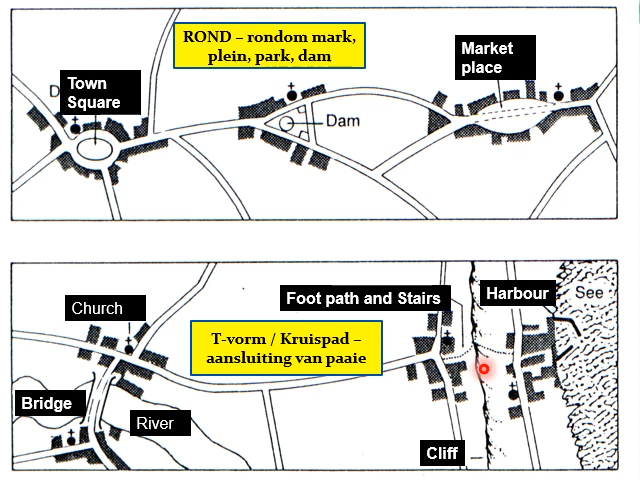 ROND – rondom mark,
plein, park, dam
Market
place
Town
Square
D
Dam
Church
Foot path and Stairs
Harbour
See
T-vorm / Kruispad –
aansluiting van paaie
Bridge
River
Cliff